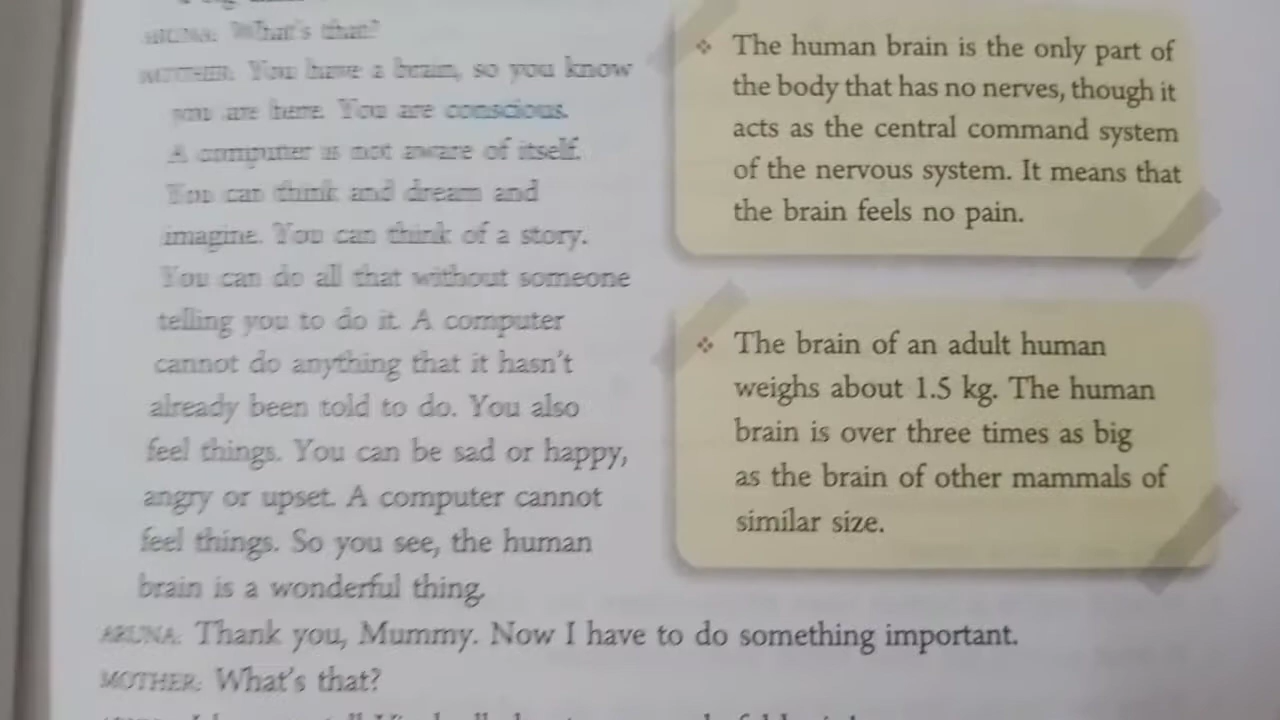 ARUNA: What's that?
MOTHER: You have a brain, so you know
you are here. You are conscious.
A computer is not aware of itself.
You can think and dream and
imagine. You can think of a story.
You can do all that without someone
telling you to do it. A computer
cannot do anything that it hasn't
already been told to do. You also
feel things. You can be sad or happy,
angry or upset. A computer cannot
feel things. So you see, the human
brain is a wonderful thing.
ARUNA: Thank you, Mummy. Now I have to do something important.
MOTHER: What's that?
❖ The human brain is the only part of
the body that has no nerves, though it
acts as the central command system
of the nervous system. It means that
the brain feels no pain.
❖ The brain of an adult human
weighs about 1.5 kg. The human
brain is over three times as big
as the brain of other mammals of
similar size.